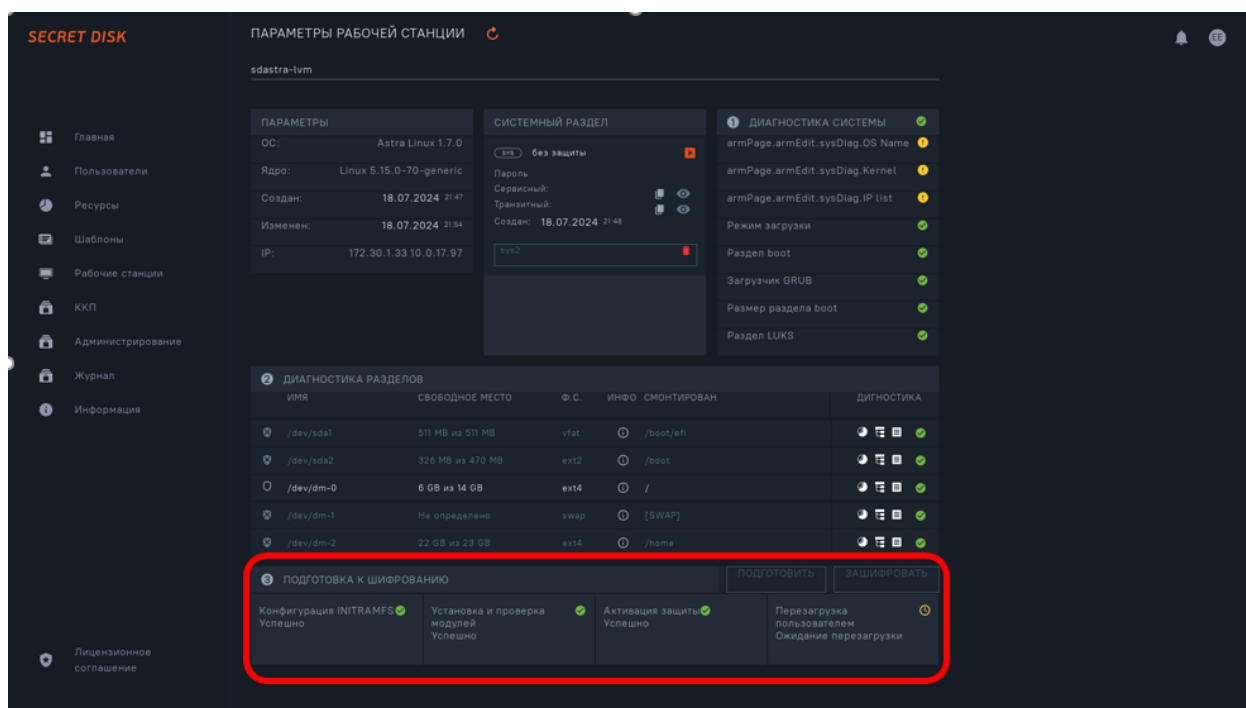 SECRET DISK
ПАРАМЕТРЫ РАБОЧЕЙ СТАНЦИИ
EE
sdastra-lvm
Главная
Пользователи
Ресурсы
Шаблоны
Рабочие станции
ККП
Администрирование
Журнал
Информация
Лицензионное
соглашение
ПАРАМЕТРЫ
ОС: Astra Linux 1.7.0
Ядро: Linux 5.15.0-70-generic
Создан: 18.07.2024 21:47
Изменен: 18.07.2024 21:54
IP: 172.30.1.33 10.0.17.97
СИСТЕМНЫЙ РАЗДЕЛ
sys без защиты
Пароль
Сервисный:
Транзитный:
Создан: 18.07.2024 21:48
sys2
1 ДИАГНОСТИКА СИСТЕМЫ
armPage.armEdit.sysDiag.OS Name
armPage.armEdit.sysDiag.Kernel
armPage.armEdit.sysDiag.IP list
Режим загрузки
Раздел boot
Загрузчик GRUB
Размер раздела boot
Раздел LUKS
2 ДИАГНОСТИКА РАЗДЕЛОВ
ИМЯ СВОБОДНОЕ МЕСТО Ф.С. ИНФО СМОНТИРОВАН ДИГНОСТИКА
/dev/sda1 511 MB из 511 MB vfat /boot/efi
/dev/sda2 326 MB из 470 MB ext2 /boot
/dev/dm-0 6 GB из 14 GB ext4 /
/dev/dm-1 Не определено swap [SWAP]
/dev/dm-2 22 GB из 23 GB ext4 /home
3 ПОДГОТОВКА К ШИФРОВАНИЮ ПОДГОТОВИТЬ ЗАШИФРОВАТЬ
Конфигурация INITRAMFS
Успешно
Установка и проверка
модулей
Успешно
Активация защиты
Успешно
Перезагрузка
пользователем
Ожидание перезагрузки